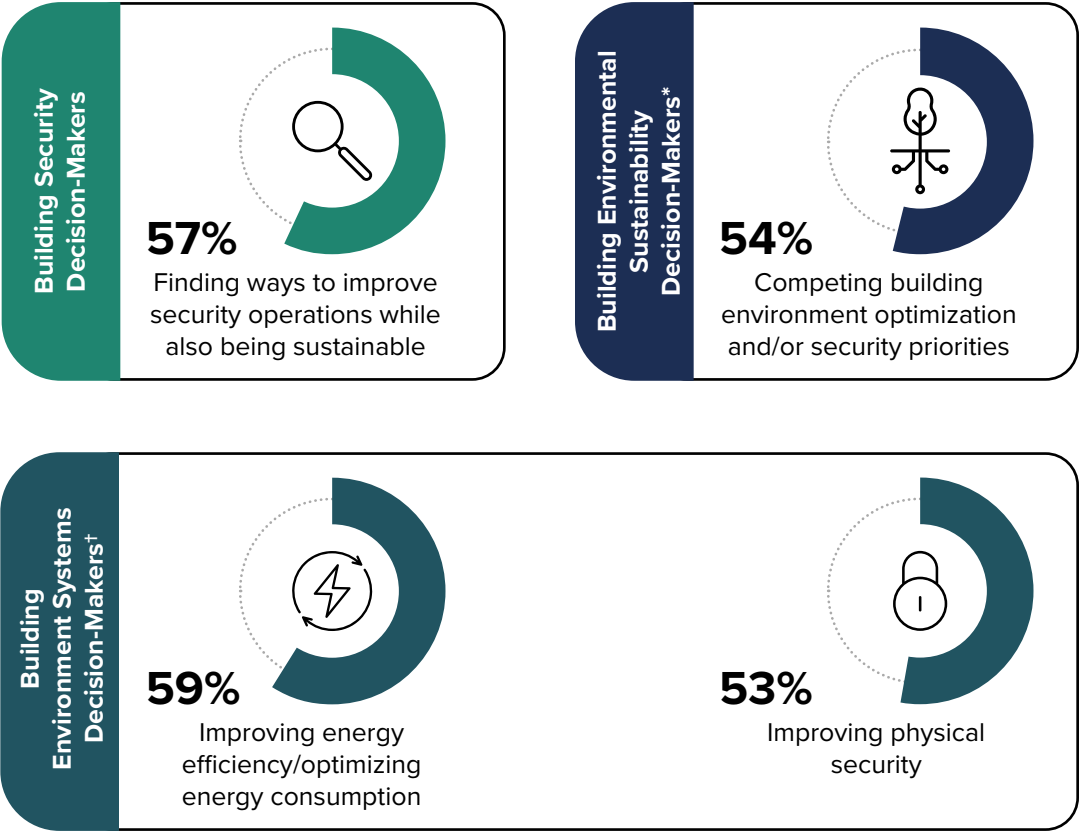 Building Security
Decision-Makers
57%
Finding ways to improve
security operations while
also being sustainable
Building Environmental
Sustainability
Decision-Makers*
54%
Competing building
environment optimization
and/or security priorities
Building
Environment Systems
Decision-Makers†
59%
Improving energy
efficiency/optimizing
energy consumption
53%
Improving physical
security